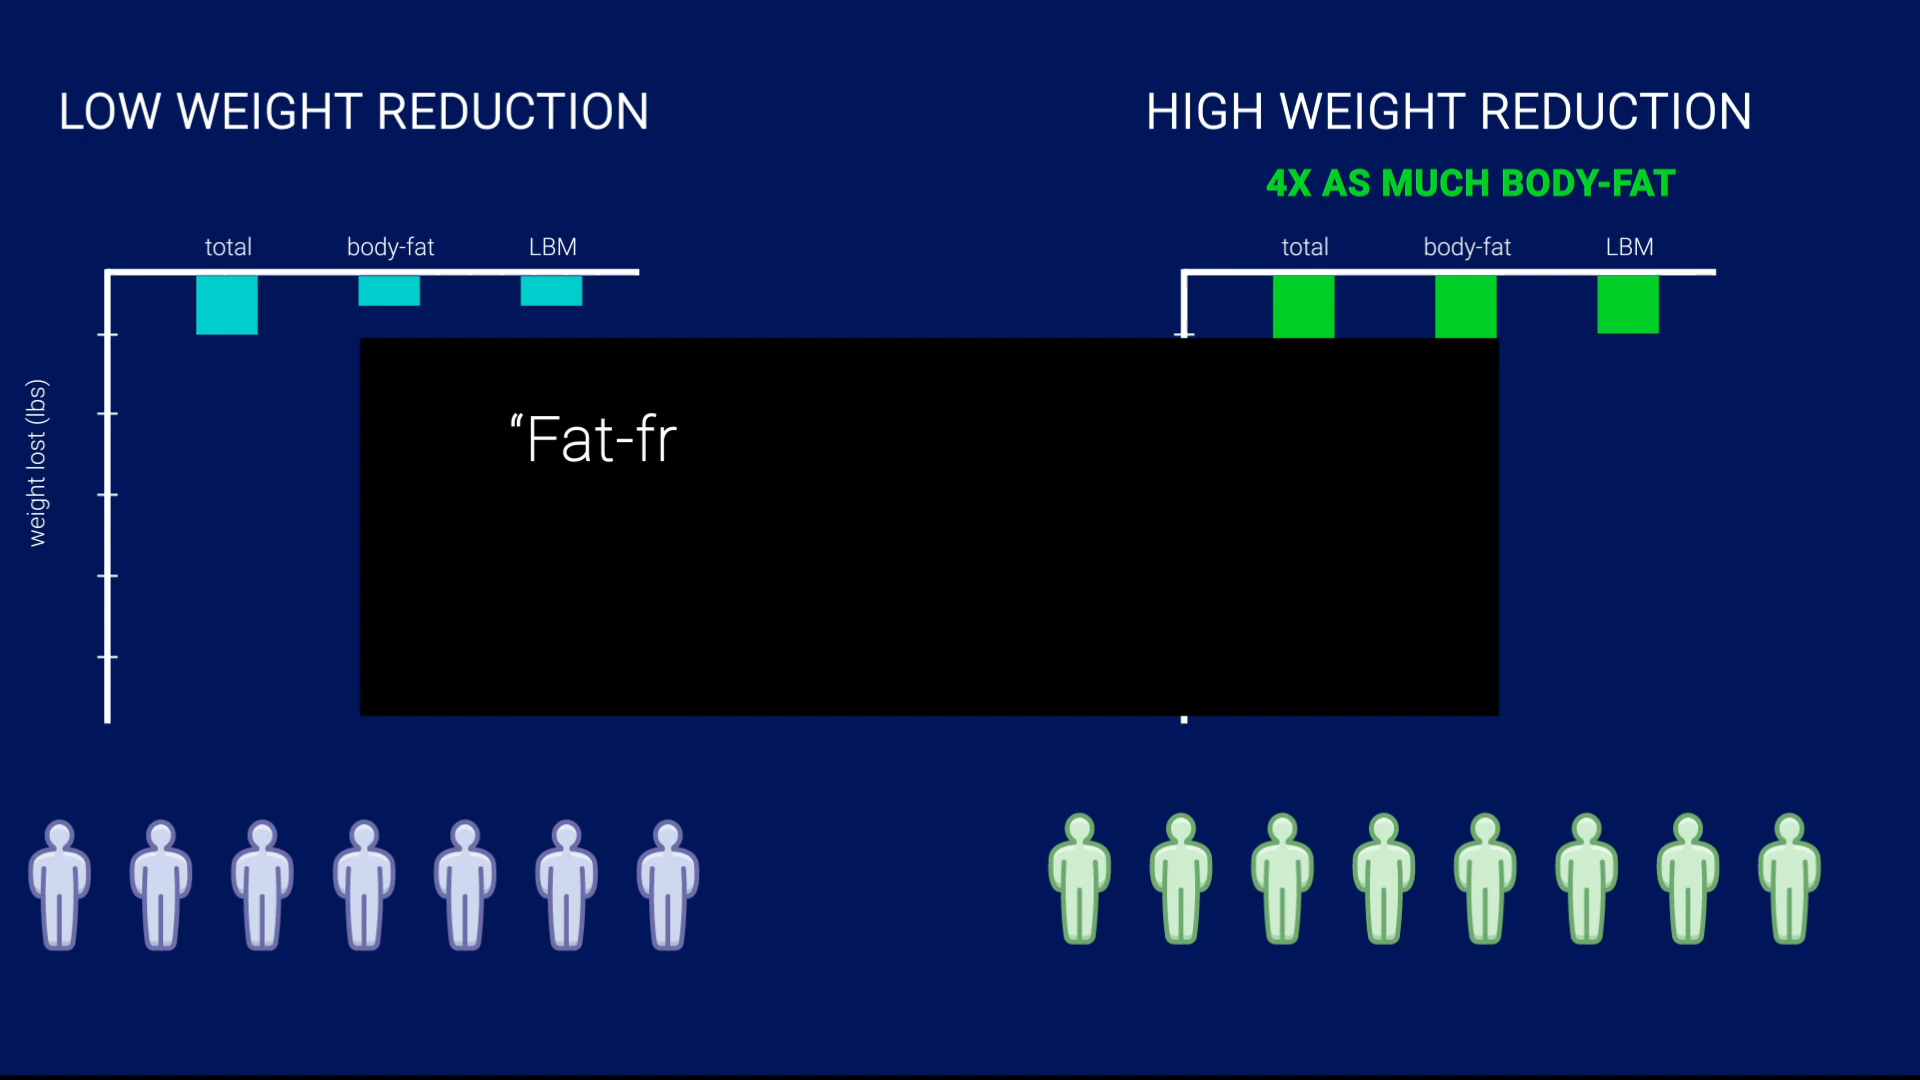 LOW WEIGHT REDUCTION
total body-fat LBM
weight lost (lbs)
HIGH WEIGHT REDUCTION
4X AS MUCH BODY-FAT
total body-fat LBM
“Fat-fr